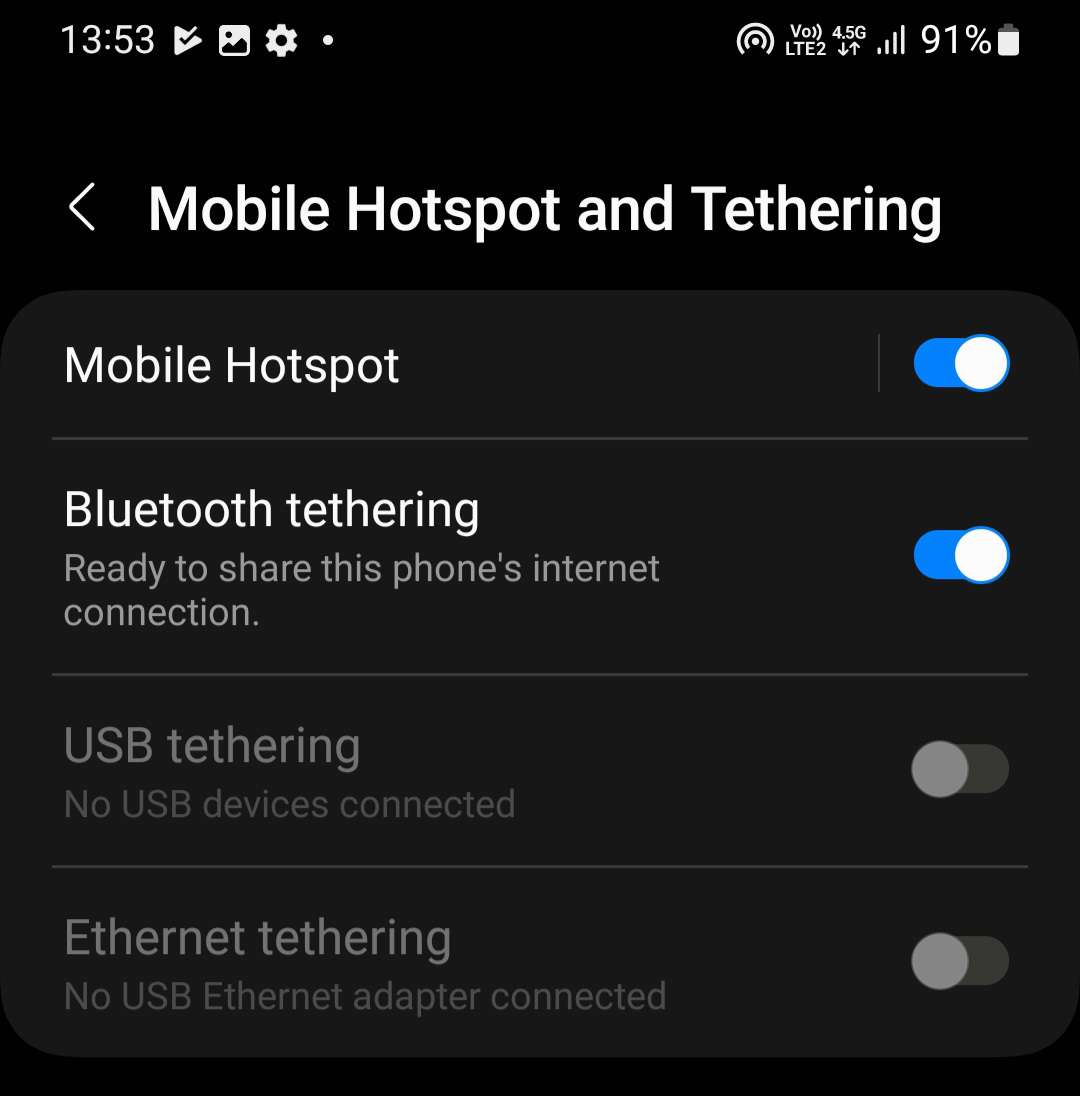 13:53 Vo)) LTE2 4.5G 91%
Mobile Hotspot and Tethering
Mobile Hotspot
Bluetooth tethering
Ready to share this phone's internet
connection.
USB tethering
No USB devices connected
Ethernet tethering
No USB Ethernet adapter connected